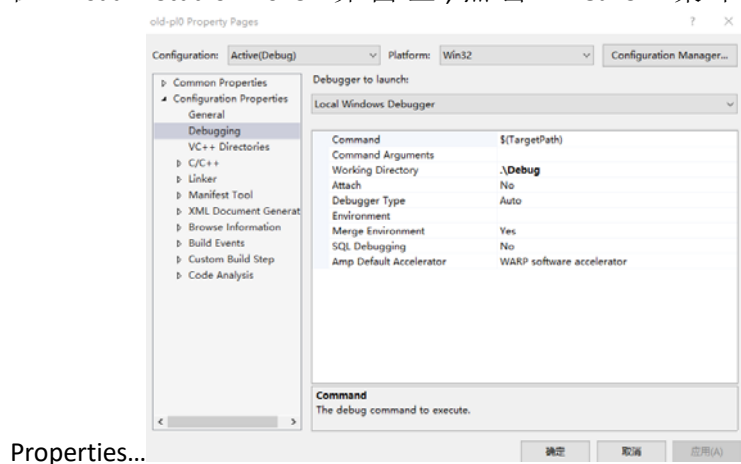 old-pl0 Property Pages
? ×
Configuration: Active(Debug) Platform: Win32 Configuration Manager...
Common Properties
Configuration Properties
General
Debugging
VC++ Directories
C/C++
Linker
Manifest Tool
XML Document Generat
Browse Information
Build Events
Custom Build Step
Code Analysis
Debugger to launch:
Local Windows Debugger
Command $(TargetPath)
Command Arguments
Working Directory .\Debug
Attach No
Debugger Type Auto
Environment
Merge Environment Yes
SQL Debugging No
Amp Default Accelerator WARP software accelerator
Command
The debug command to execute.
Properties...
确定 取消 应用(A)